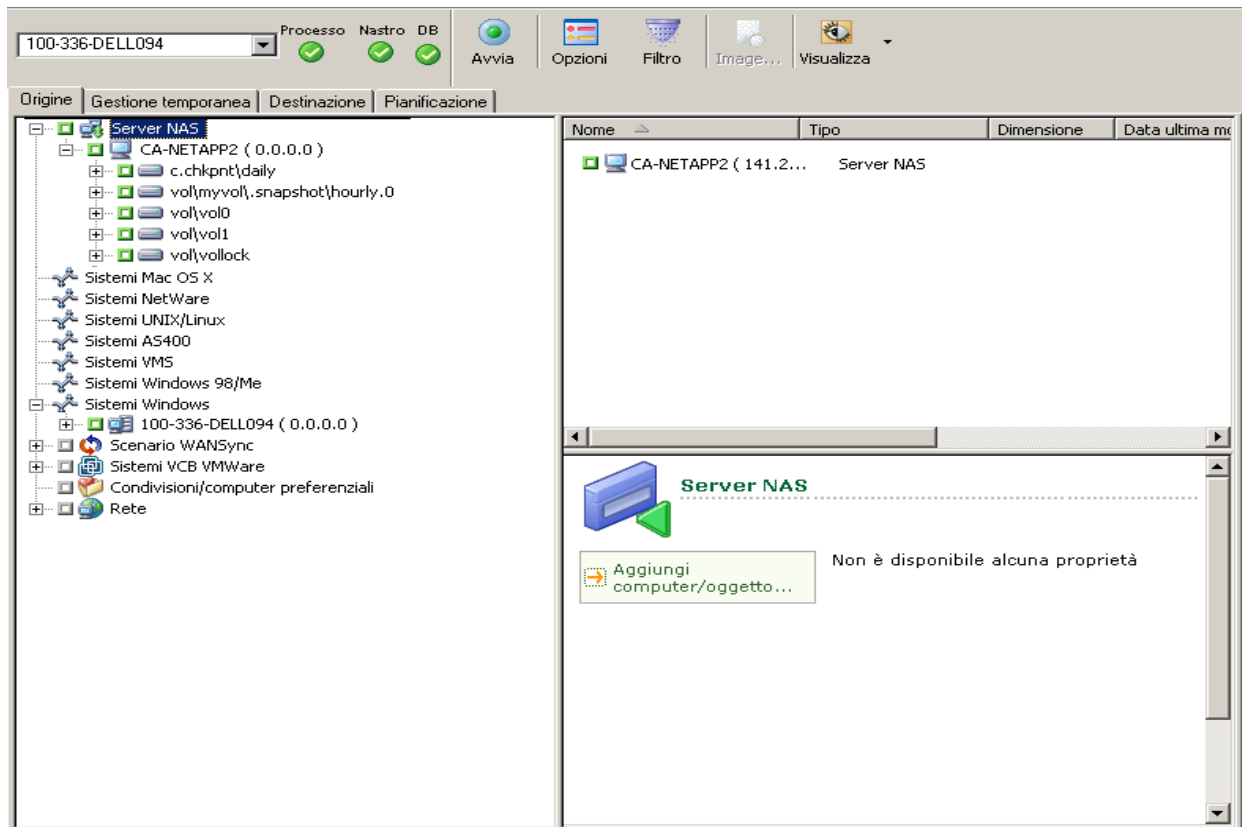 100-336-DELL094
Processo Nastro DB
Avvia Opzioni Filtro Image... Visualizza
Origine Gestione temporanea Destinazione Pianificazione
Server NAS
CA-NETAPP2 ( 0.0.0.0 )
c.chkpnt\daily
vol\myvol\.snapshot\hourly.0
vol\vol0
vol\vol1
vol\vollock
Sistemi Mac OS X
Sistemi NetWare
Sistemi UNIX/Linux
Sistemi AS400
Sistemi VMS
Sistemi Windows 98/Me
Sistemi Windows
100-336-DELL094 ( 0.0.0.0 )
Scenario WANSync
Sistemi VCB VMWare
Condivisioni/computer preferenziali
Rete
Nome Tipo Dimensione Data ultima mo
CA-NETAPP2 ( 141.2... Server NAS
Server NAS
Aggiungi
computer/oggetto...
Non è disponibile alcuna proprietà